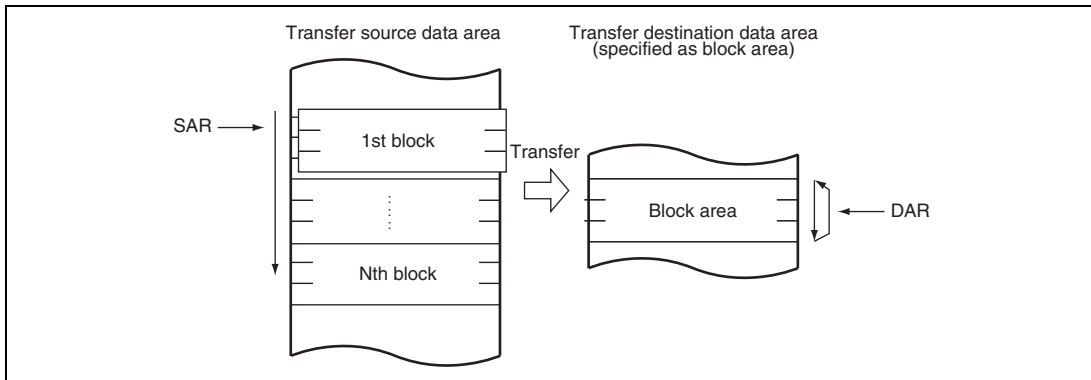 Transfer source data area
Transfer destination data area
(specified as block area)
SAR
1st block
Transfer
Block area
DAR
Nth block